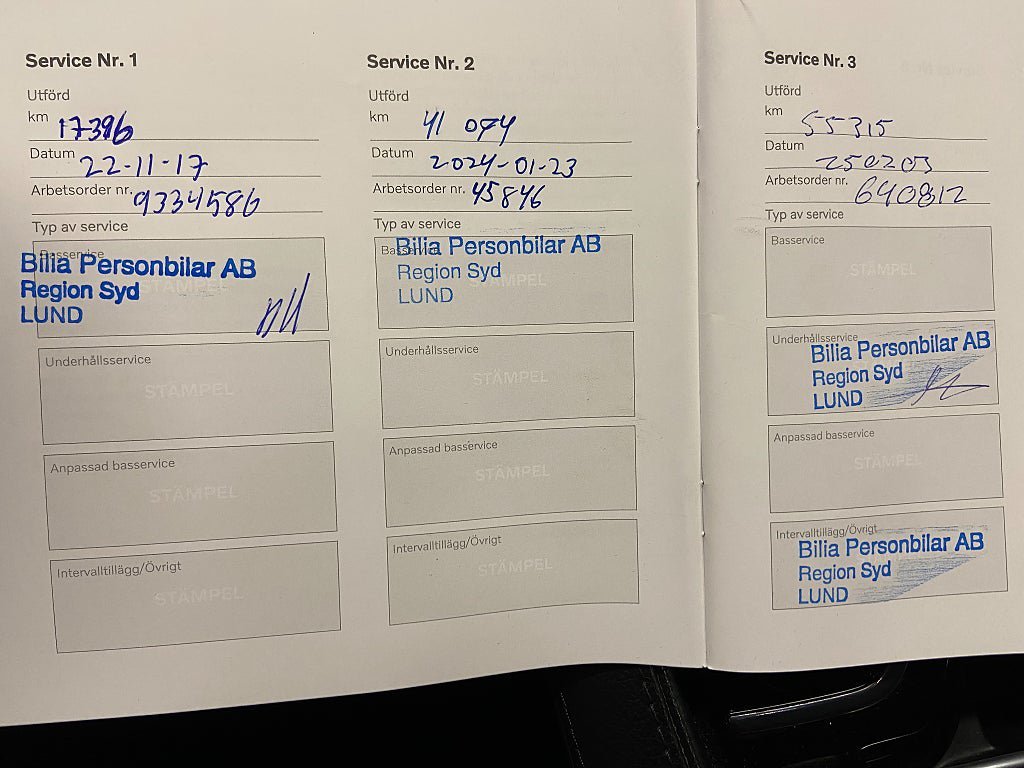 Service Nr. 1
Utförd
km 17396
Datum 22-11-17
Arbetsorder nr. 9334586
Typ av service
Basservice
STÄMPEL
Bilia Personbilar AB
Region Syd
LUND
Underhållsservice
STÄMPEL
Anpassad basservice
STÄMPEL
Intervalltillägg/Övrigt
STÄMPEL
Service Nr. 2
Utförd
km 41 074
Datum 2024-01-23
Arbetsorder nr. 45846
Typ av service
Basservice
STÄMPEL
Bilia Personbilar AB
Region Syd
LUND
Underhållsservice
STÄMPEL
Anpassad basservice
STÄMPEL
Intervalltillägg/Övrigt
STÄMPEL
Service Nr. 3
Utförd
km 55315
Datum 250203
Arbetsorder nr. 640812
Typ av service
Basservice
STÄMPEL
Underhållsservice
Bilia Personbilar AB
Region Syd
LUND
Anpassad basservice
STÄMPEL
Intervalltillägg/Övrigt
Bilia Personbilar AB
Region Syd
LUND